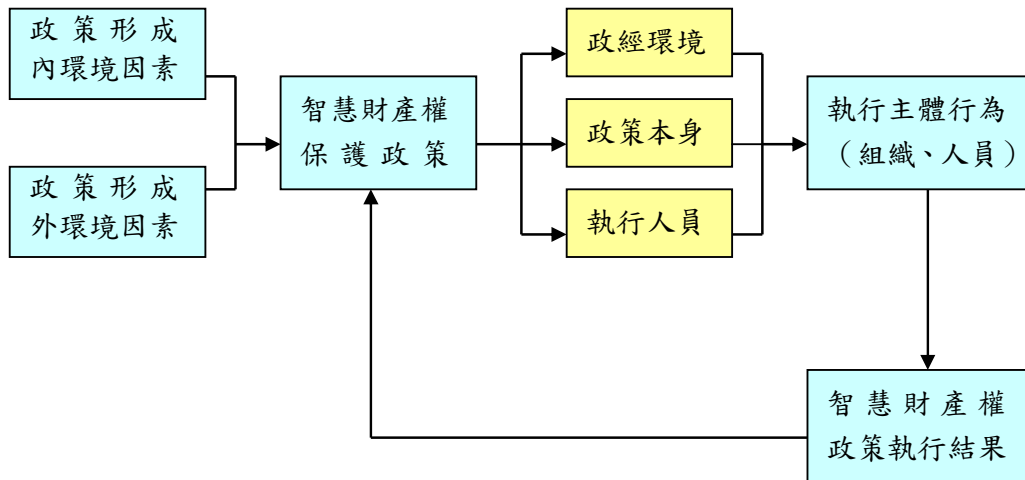 政策形成
內環境因素
政策形成
外環境因素
智慧財產權
保護政策
政經環境
政策本身
執行人員
執行主體行為
（組織、人員）
智慧財產權
政策執行結果